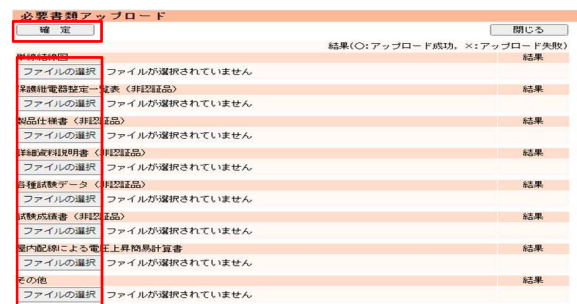 必要書類アップロード
確 定
閉じる
結果(○:アップロード成功, ×:アップロード失敗)
単線結線図 結果
ファイルの選択 ファイルが選択されていません
保護継電器整定一覧表（非認証品） 結果
ファイルの選択 ファイルが選択されていません
製品仕様書（非認証品） 結果
ファイルの選択 ファイルが選択されていません
詳細資料説明書（非認証品） 結果
ファイルの選択 ファイルが選択されていません
各種試験データ（非認証品） 結果
ファイルの選択 ファイルが選択されていません
試験成績書（非認証品） 結果
ファイルの選択 ファイルが選択されていません
屋内配線による電圧上昇簡易計算書 結果
ファイルの選択 ファイルが選択されていません
その他 結果
ファイルの選択 ファイルが選択されていません